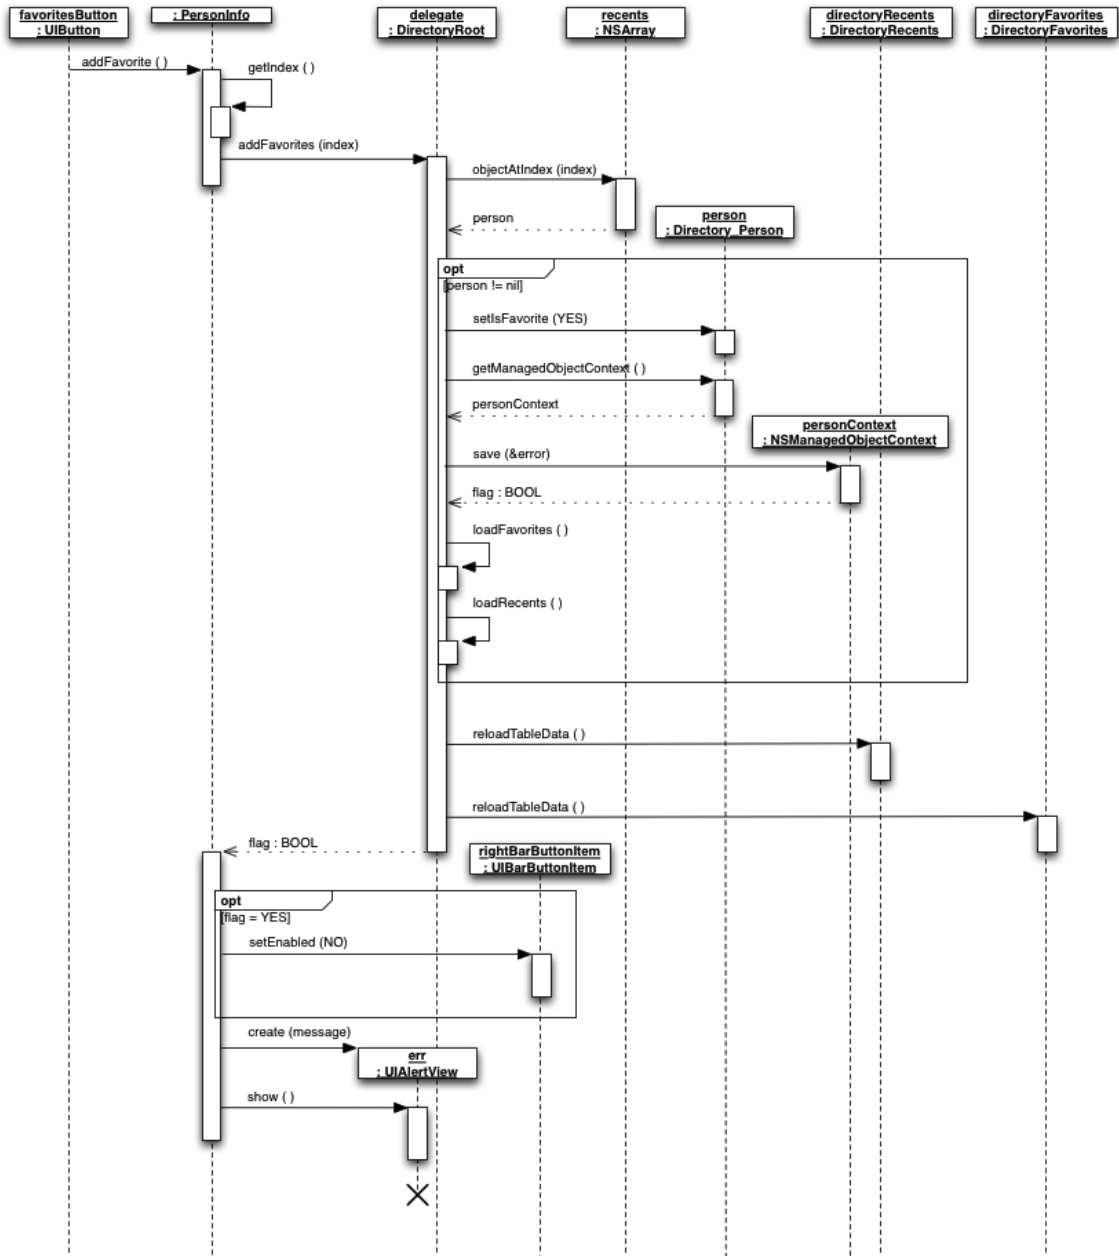 favoritesButton
: UIButton
: PersonInfo
delegate
: DirectoryRoot
recents
: NSArray
directoryRecents
: DirectoryRecents
directoryFavorites
: DirectoryFavorites
addFavorite ( )
getIndex ( )
addFavorites (index)
objectAtIndex (index)
person
person
: Directory_Person
opt
[person != nil]
setIsFavorite (YES)
getManagedObjectContext ( )
personContext
personContext
: NSManagedObjectContext
save (&error)
flag : BOOL
loadFavorites ( )
loadRecents ( )
reloadTableData ( )
reloadTableData ( )
flag : BOOL
rightBarButtonItem
: UIBarButtonItem
opt
[flag = YES]
setEnabled (NO)
create (message)
err
: UIAlertView
show ( )